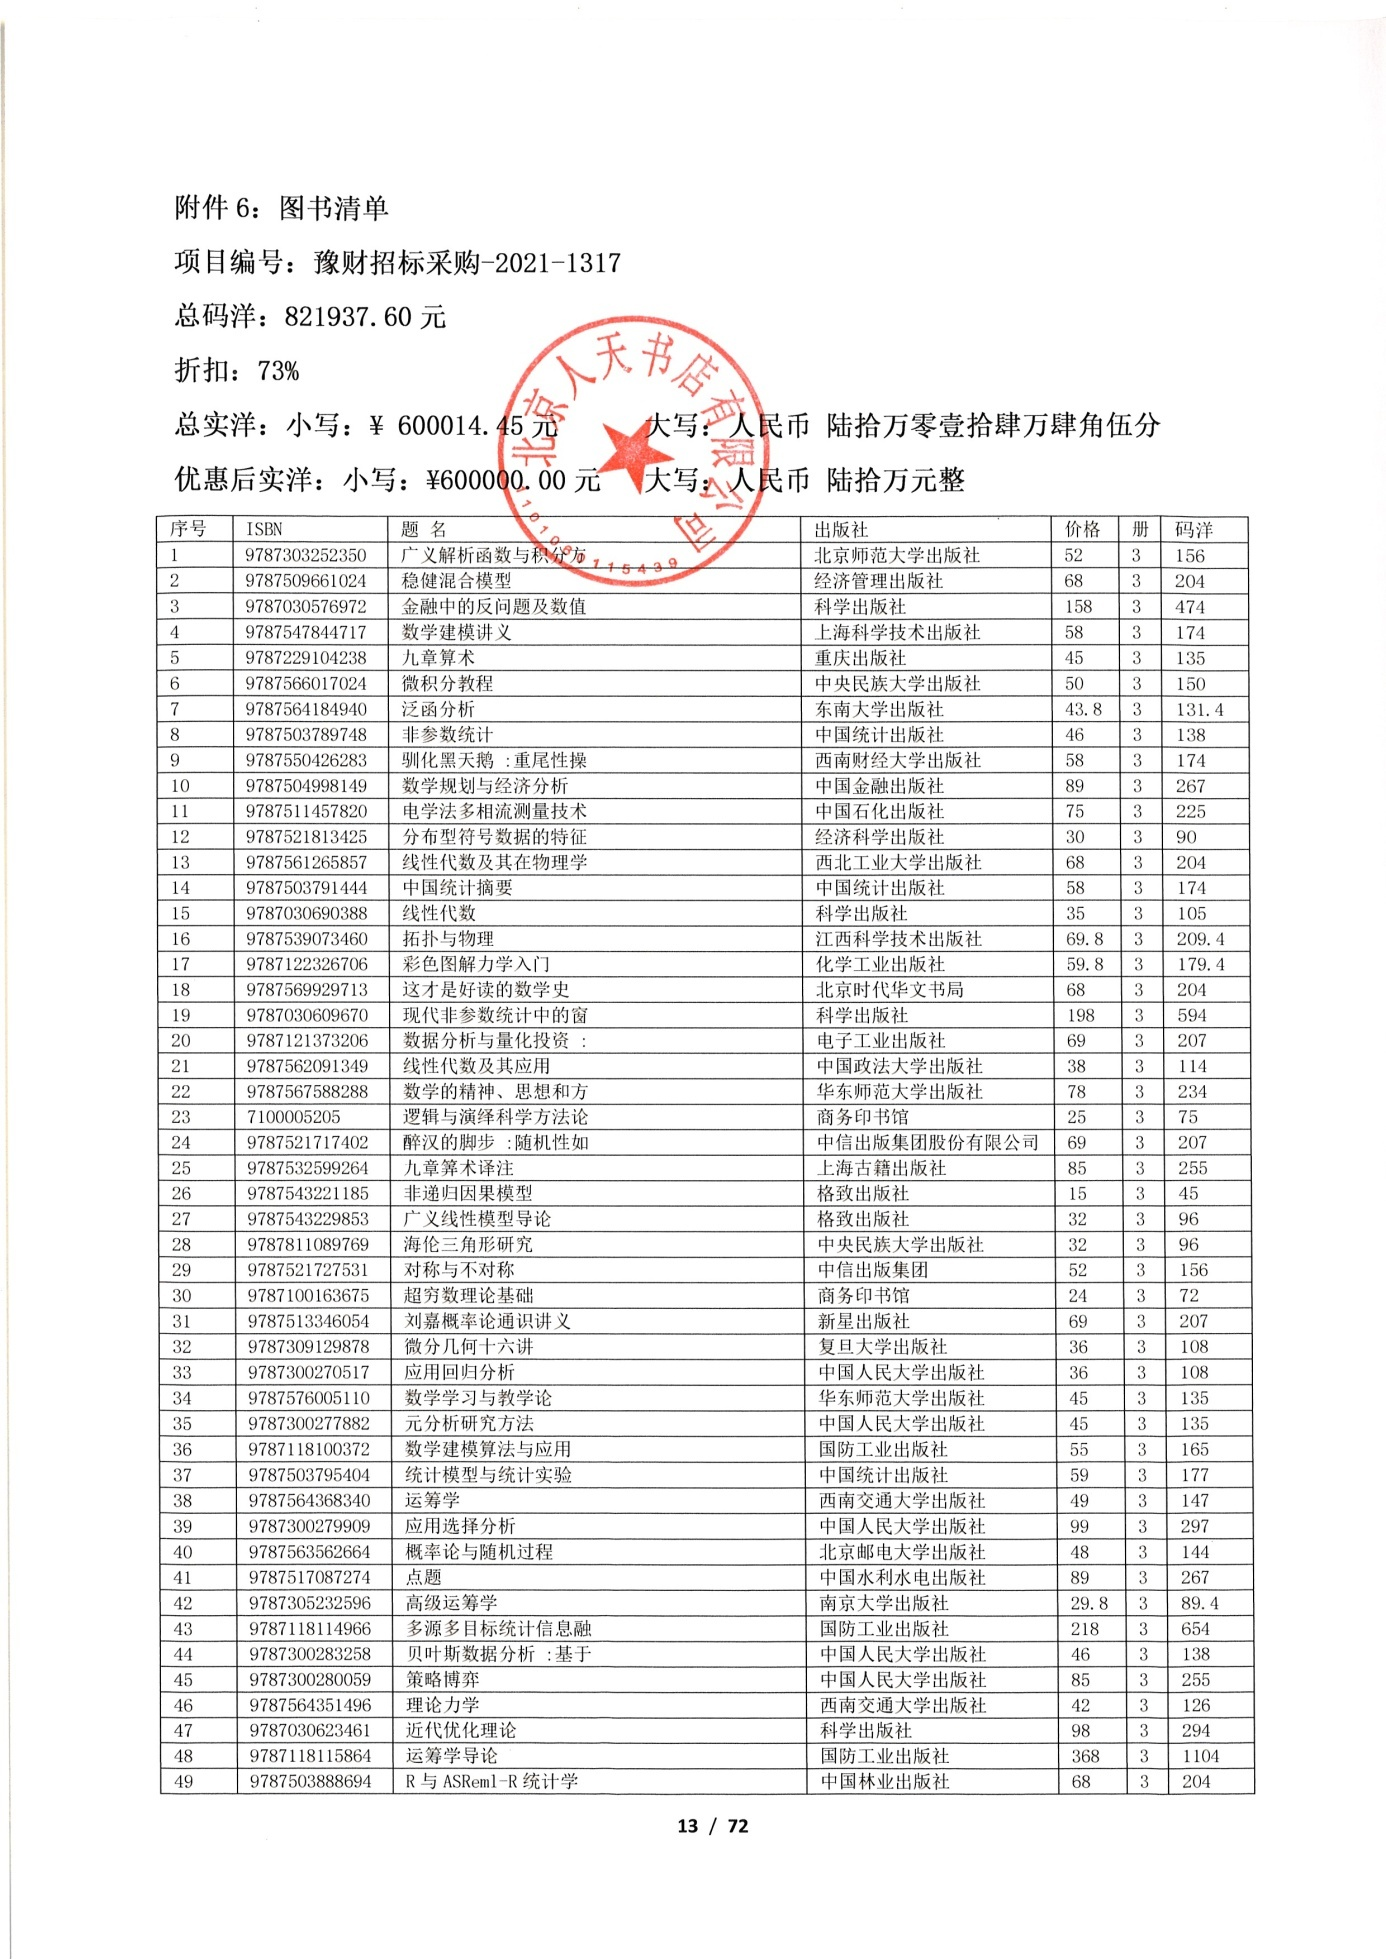 附件 6：图书清单
项目编号：豫财招标采购-2021-1317
总码洋：821937.60 元
折扣：73%
总实洋：小写：¥ 600014.45 元 大写：人民币 陆拾万零壹拾肆万肆角伍分
优惠后实洋：小写：¥600000.00 元 大写：人民币 陆拾万元整
北京人天书店有限公司
序号 ISBN 题 名 出版社 价格 册 码洋
1 9787303252350 广义解析函数与积分方 北京师范大学出版社 52 3 156
2 9787509661024 稳健混合模型 经济管理出版社 68 3 204
3 9787030576972 金融中的反问题及数值 科学出版社 158 3 474
4 9787547844717 数学建模讲义 上海科学技术出版社 58 3 174
5 9787229104238 九章算术 重庆出版社 45 3 135
6 9787566017024 微积分教程 中央民族大学出版社 50 3 150
7 9787564184940 泛函分析 东南大学出版社 43.8 3 131.4
8 9787503789748 非参数统计 中国统计出版社 46 3 138
9 9787550426283 驯化黑天鹅 :重尾性操 西南财经大学出版社 58 3 174
10 9787504998149 数学规划与经济分析 中国金融出版社 89 3 267
11 9787511457820 电学法多相流测量技术 中国石化出版社 75 3 225
12 9787521813425 分布型符号数据的特征 经济科学出版社 30 3 90
13 9787561265857 线性代数及其在物理学 西北工业大学出版社 68 3 204
14 9787503791444 中国统计摘要 中国统计出版社 58 3 174
15 9787030690388 线性代数 科学出版社 35 3 105
16 9787539073460 拓扑与物理 江西科学技术出版社 69.8 3 209.4
17 9787122326706 彩色图解力学入门 化学工业出版社 59.8 3 179.4
18 9787569929713 这才是好读的数学史 北京时代华文书局 68 3 204
19 9787030609670 现代非参数统计中的窗 科学出版社 198 3 594
20 9787121373206 数据分析与量化投资 : 电子工业出版社 69 3 207
21 9787562091349 线性代数及其应用 中国政法大学出版社 38 3 114
22 9787567588288 数学的精神、思想和方 华东师范大学出版社 78 3 234
23 7100005205 逻辑与演绎科学方法论 商务印书馆 25 3 75
24 9787521717402 醉汉的脚步 :随机性如 中信出版集团股份有限公司 69 3 207
25 9787532599264 九章筭术译注 上海古籍出版社 85 3 255
26 9787543221185 非递归因果模型 格致出版社 15 3 45
27 9787543229853 广义线性模型导论 格致出版社 32 3 96
28 9787811089769 海伦三角形研究 中央民族大学出版社 32 3 96
29 9787521727531 对称与不对称 中信出版集团 52 3 156
30 9787100163675 超穷数理论基础 商务印书馆 24 3 72
31 9787513346054 刘嘉概率论通识讲义 新星出版社 69 3 207
32 9787309129878 微分几何十六讲 复旦大学出版社 36 3 108
33 9787300270517 应用回归分析 中国人民大学出版社 36 3 108
34 9787576005110 数学学习与教学论 华东师范大学出版社 45 3 135
35 9787300277882 元分析研究方法 中国人民大学出版社 45 3 135
36 9787118100372 数学建模算法与应用 国防工业出版社 55 3 165
37 9787503795404 统计模型与统计实验 中国统计出版社 59 3 177
38 9787564368340 运筹学 西南交通大学出版社 49 3 147
39 9787300279909 应用选择分析 中国人民大学出版社 99 3 297
40 9787563562664 概率论与随机过程 北京邮电大学出版社 48 3 144
41 9787517087274 点题 中国水利水电出版社 89 3 267
42 9787305232596 高级运筹学 南京大学出版社 29.8 3 89.4
43 9787118114966 多源多目标统计信息融 国防工业出版社 218 3 654
44 9787300283258 贝叶斯数据分析 :基于 中国人民大学出版社 46 3 138
45 9787300280059 策略博弈 中国人民大学出版社 85 3 255
46 9787564351496 理论力学 西南交通大学出版社 42 3 126
47 9787030623461 近代优化理论 科学出版社 98 3 294
48 9787118115864 运筹学导论 国防工业出版社 368 3 1104
49 9787503888694 R 与 ASReml-R 统计学 中国林业出版社 68 3 204
13 / 72